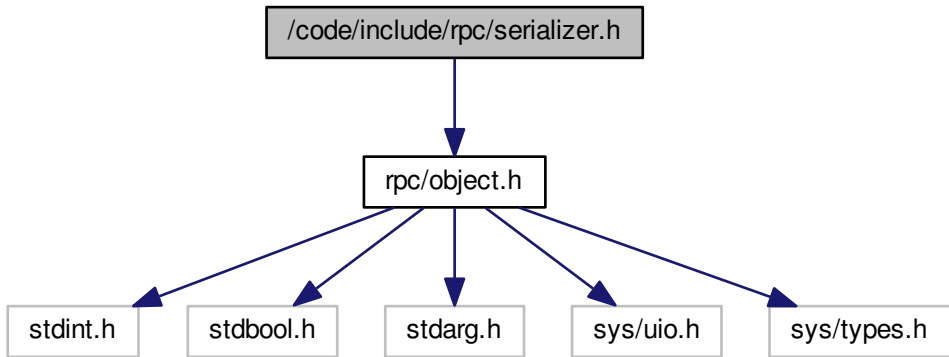 /code/include/rpc/serializer.h
rpc/object.h
stdint.h
stdbool.h
stdarg.h
sys/uio.h
sys/types.h